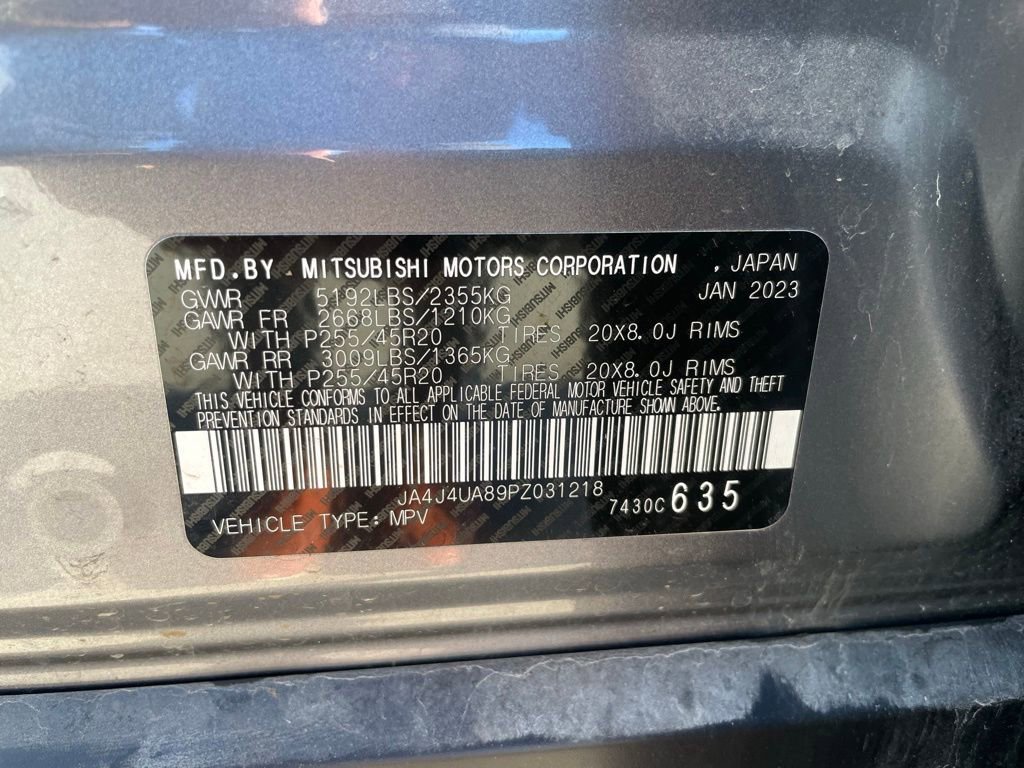 MFD.BY MITSUBISHI MOTORS CORPORATION , JAPAN
GVWR 5192LBS/2355KG JAN 2023
GAWR FR 2668LBS/1210KG
WITH P255/45R20 TIRES 20X8.0J RIMS
GAWR RR 3009LBS/1365KG
WITH P255/45R20 TIRES 20X8.0J RIMS
THIS VEHICLE CONFORMS TO ALL APPLICABLE FEDERAL MOTOR VEHICLE SAFETY AND THEFT
PREVENTION STANDARDS IN EFFECT ON THE DATE OF MANUFACTURE SHOWN ABOVE.
JA4J4UA89PZ031218
VEHICLE TYPE: MPV 7430C 635